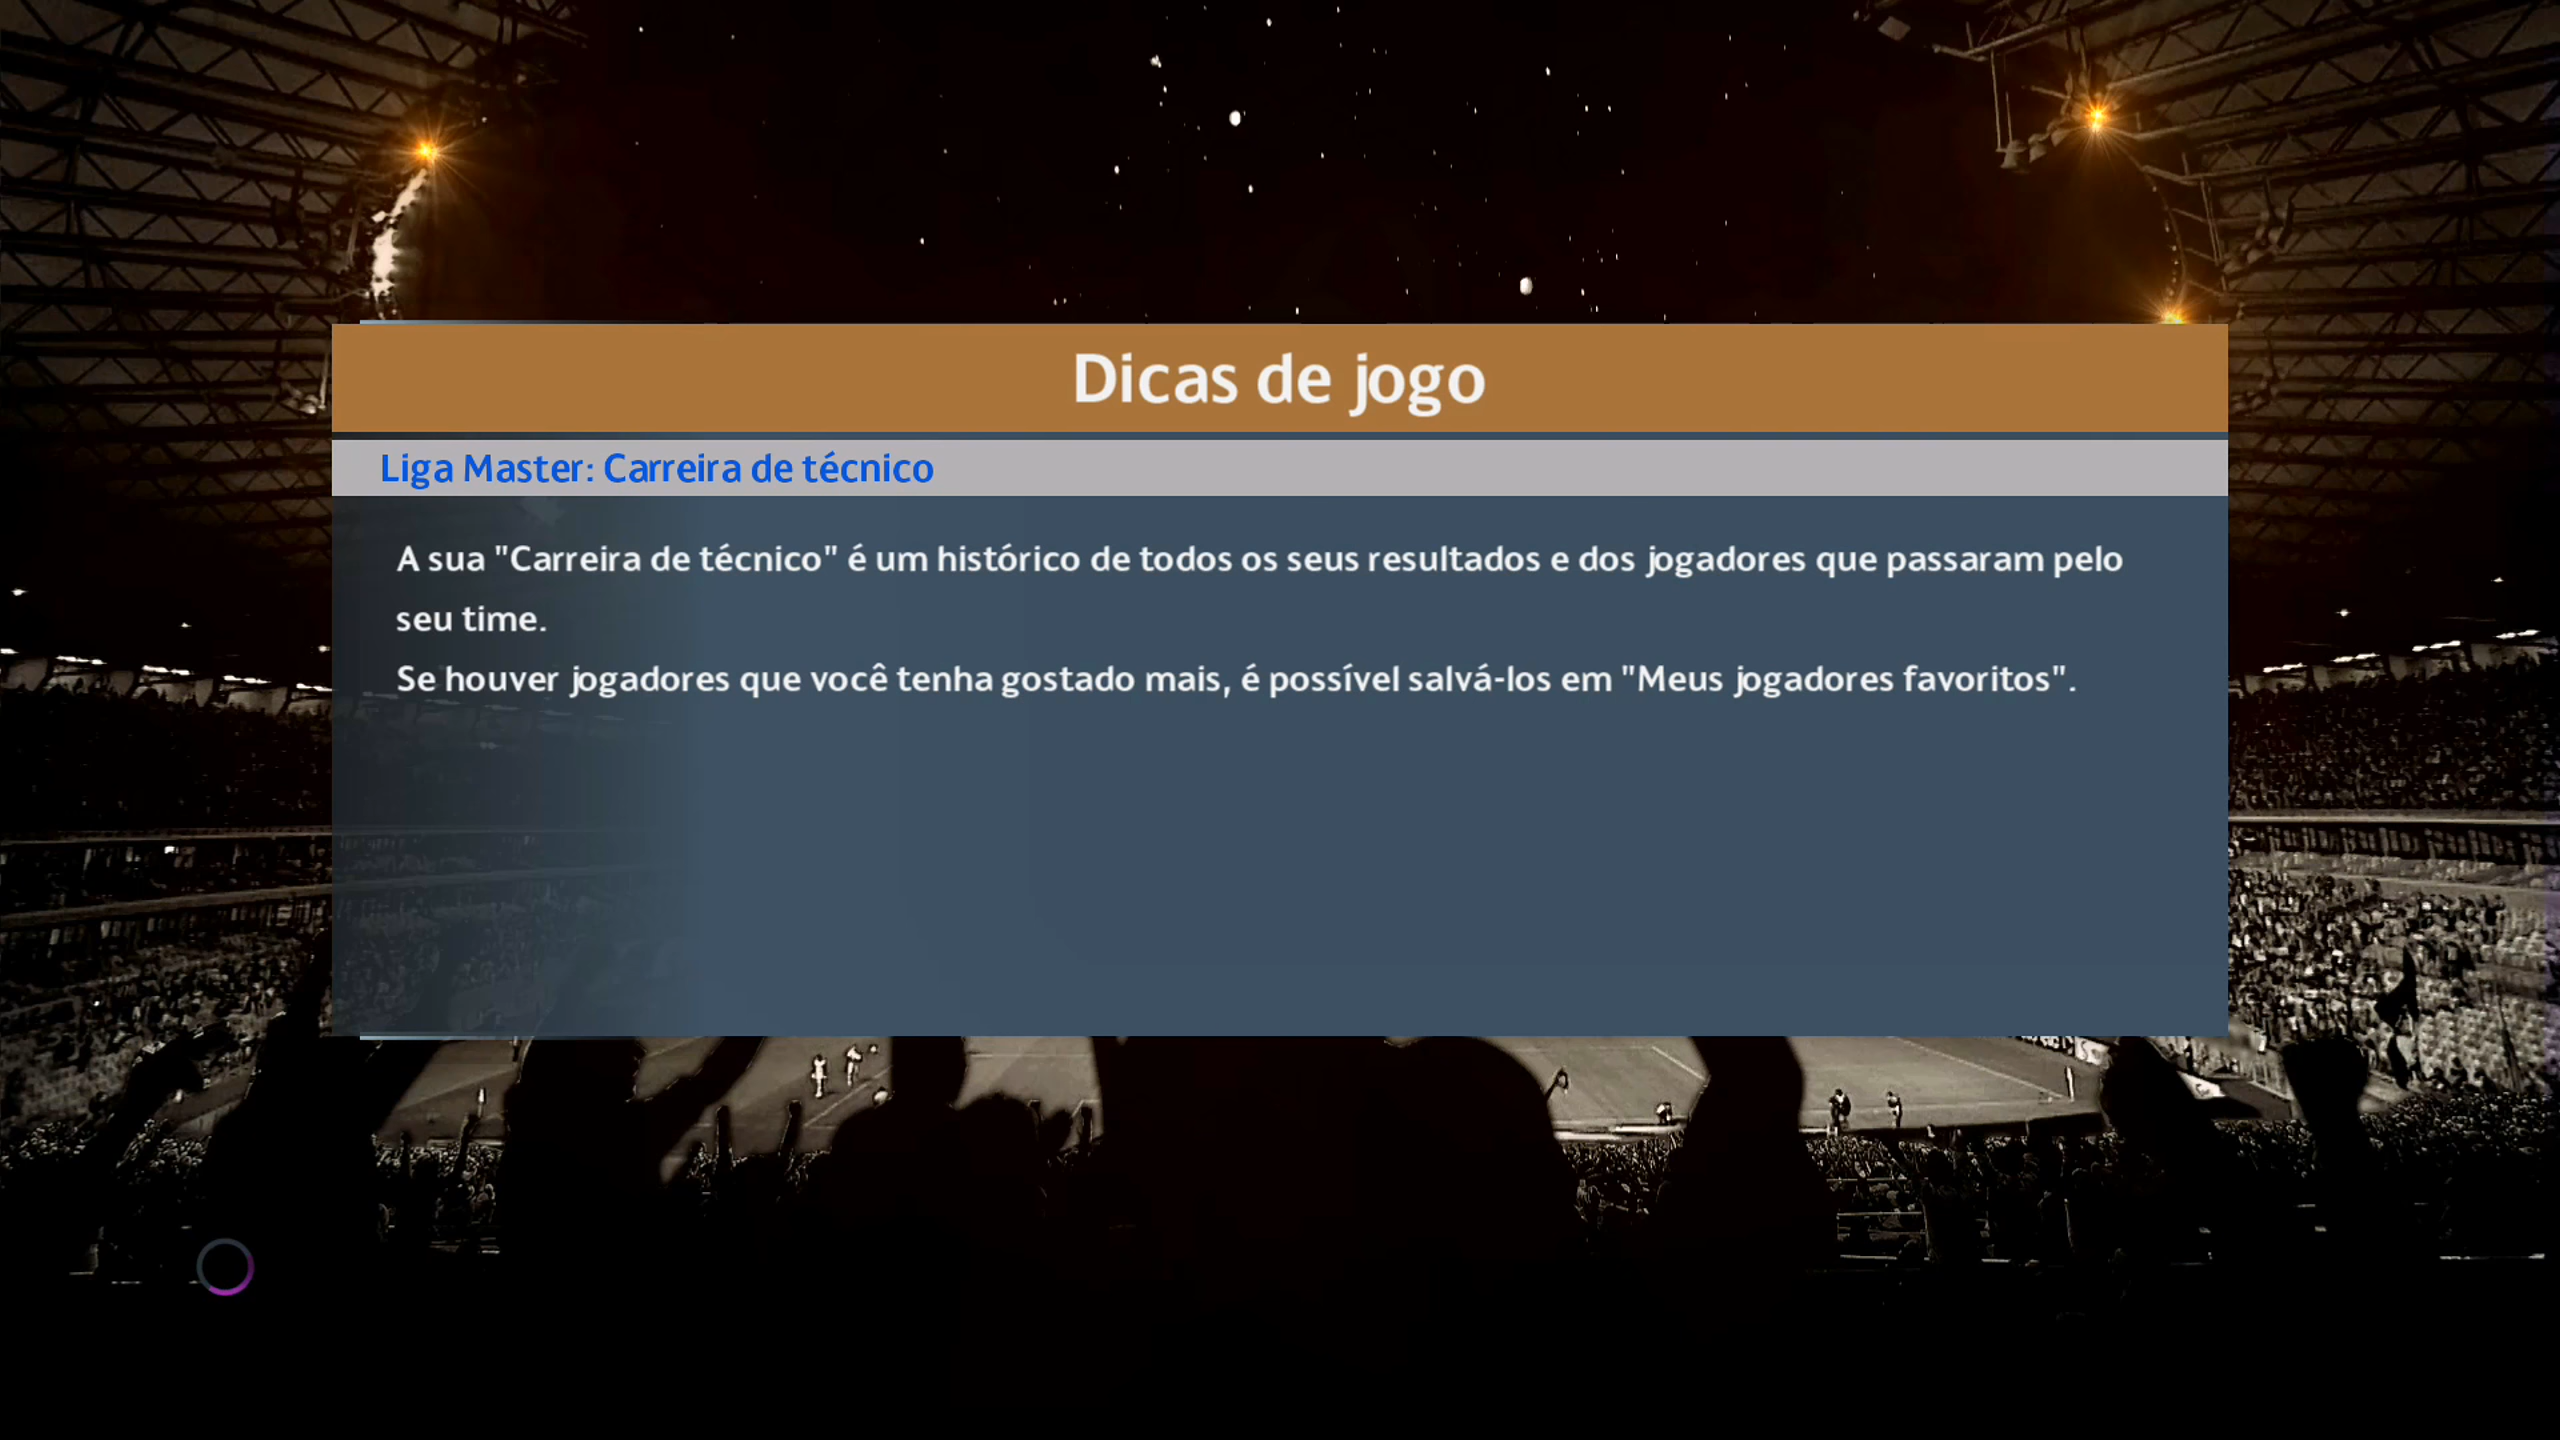 Dicas de jogo
Liga Master: Carreira de técnico
A sua "Carreira de técnico" é um histórico de todos os seus resultados e dos jogadores que passaram pelo
seu time.
Se houver jogadores que você tenha gostado mais, é possível salvá-los em "Meus jogadores favoritos".